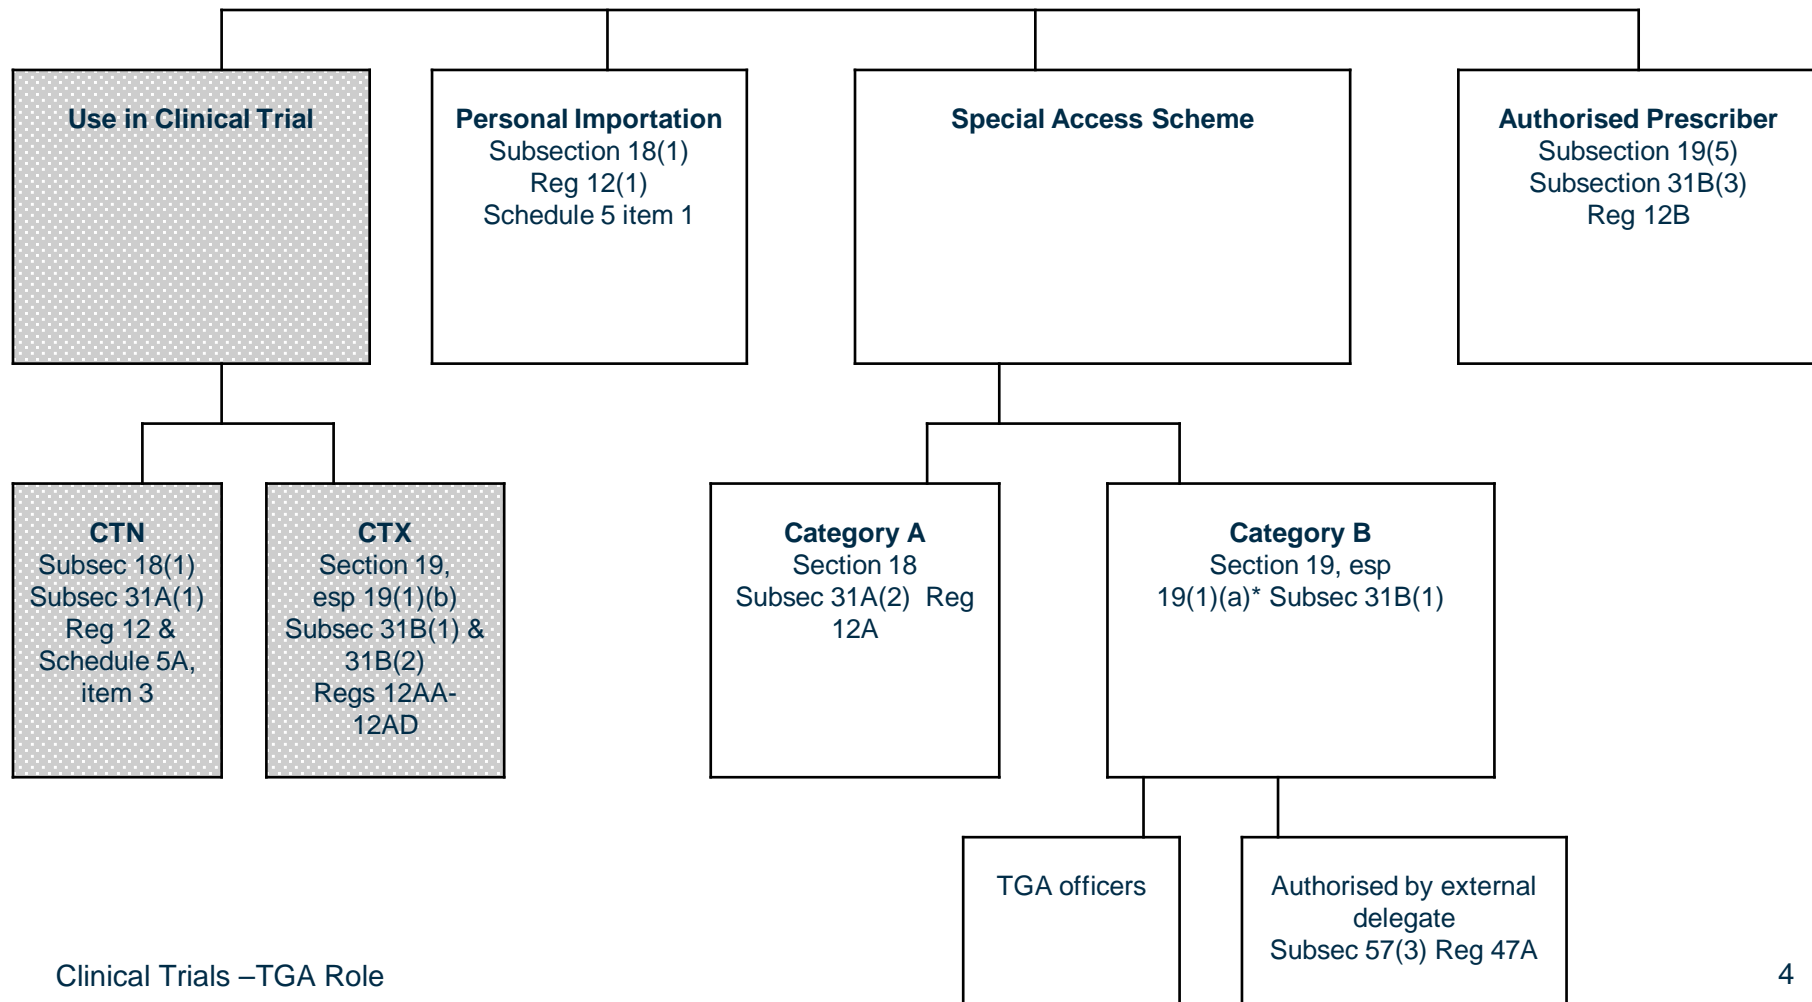 Use in Clinical Trial
Personal Importation
Subsection 18(1)
Reg 12(1)
Schedule 5 item 1
Special Access Scheme
Authorised Prescriber
Subsection 19(5)
Subsection 31B(3)
Reg 12B
CTN
Subsec 18(1)
Subsec 31A(1)
Reg 12 &
Schedule 5A,
item 3
CTX
Section 19,
esp 19(1)(b)
Subsec 31B(1) &
31B(2)
Regs 12AA-
12AD
Category A
Section 18
Subsec 31A(2) Reg
12A
Category B
Section 19, esp
19(1)(a)* Subsec 31B(1)
TGA officers
Authorised by external
delegate
Subsec 57(3) Reg 47A
Clinical Trials –TGA Role
4